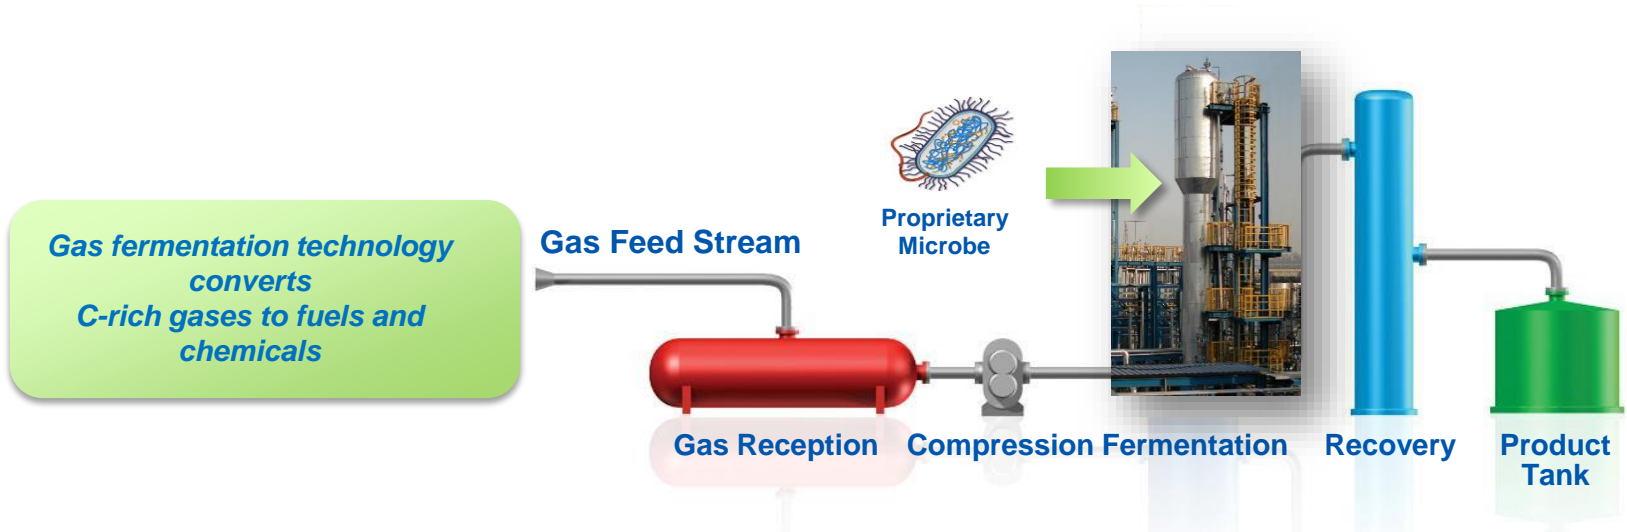 Gas fermentation technology
converts
C-rich gases to fuels and
chemicals
Gas Feed Stream
Proprietary
Microbe
Gas Reception
Compression
Fermentation
Recovery
Product
Tank